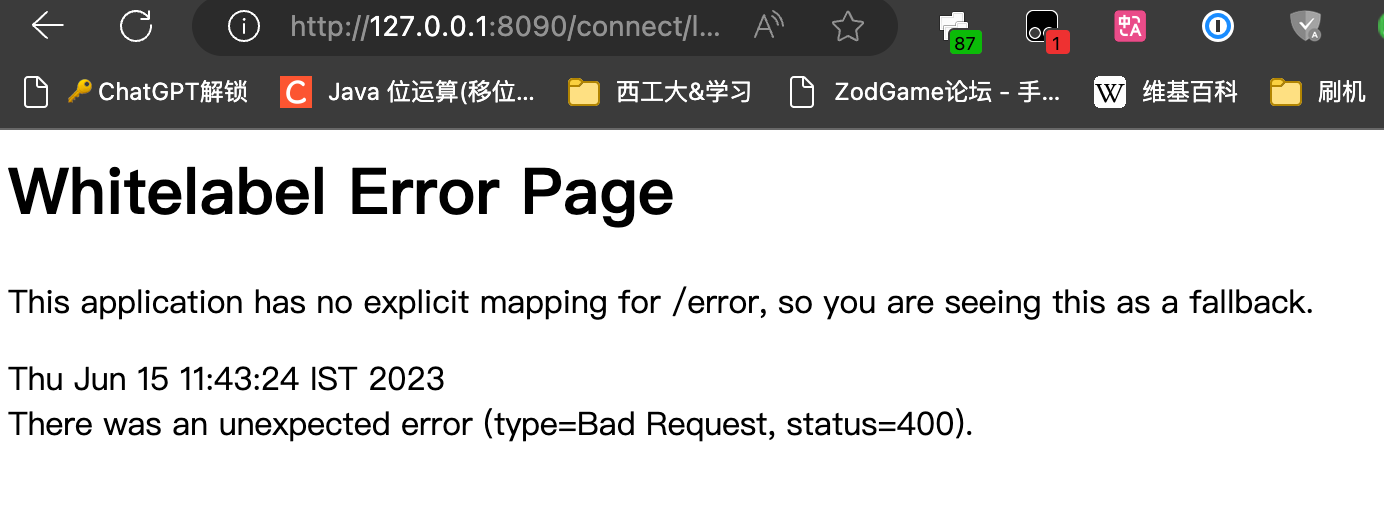 http://127.0.0.1:8090/connect/l...
87
1
中A
ChatGPT解锁
C
Java 位运算(移位...
西工大&学习
ZodGame论坛 - 手...
W
维基百科
刷机
Whitelabel Error Page
This application has no explicit mapping for /error, so you are seeing this as a fallback.
Thu Jun 15 11:43:24 IST 2023
There was an unexpected error (type=Bad Request, status=400).